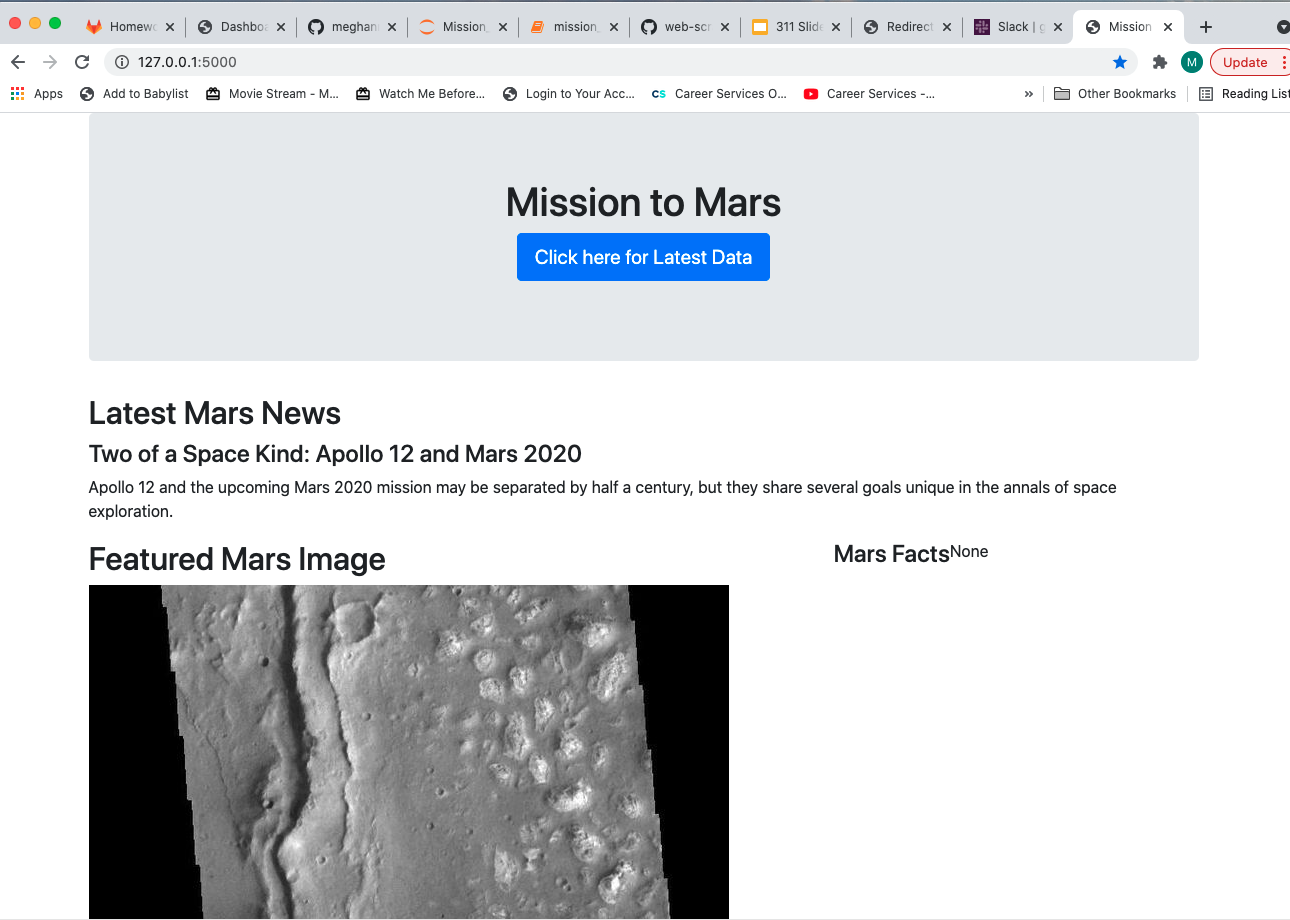 Homewo
Dashboa
meghan
Mission_
mission_
web-scr
311 Slide
Redirect
Slack | g
Mission
127.0.0.1:5000
M
Update
Apps
Add to Babylist
Movie Stream - M...
Watch Me Before...
Login to Your Acc...
CS Career Services O...
Career Services -...
»
Other Bookmarks
Reading List
Mission to Mars
Click here for Latest Data
Latest Mars News
Two of a Space Kind: Apollo 12 and Mars 2020
Apollo 12 and the upcoming Mars 2020 mission may be separated by half a century, but they share several goals unique in the annals of space
exploration.
Featured Mars Image
Mars FactsNone